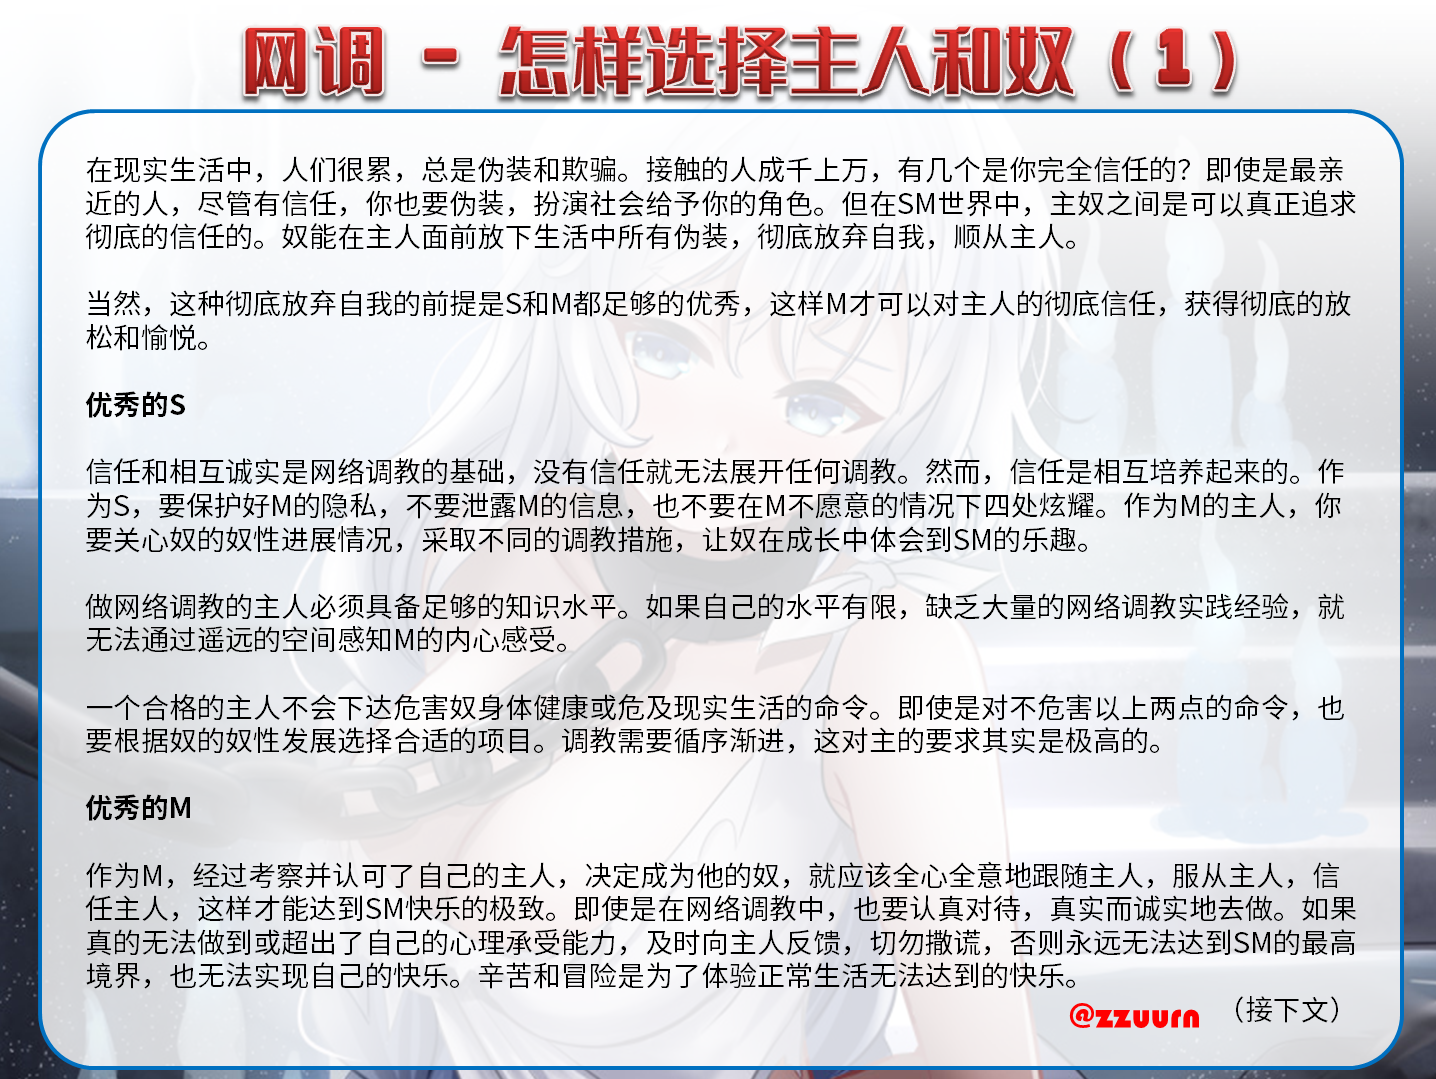 网调 - 怎样选择主人和奴（1）
在现实生活中，人们很累，总是伪装和欺骗。接触的人成千上万，有几个是你完全信任的？即使是最亲
近的人，尽管有信任，你也要伪装，扮演社会给予你的角色。但在SM世界中，主奴之间是可以真正追求
彻底的信任的。奴能在主人面前放下生活中所有伪装，彻底放弃自我，顺从主人。
当然，这种彻底放弃自我的前提是S和M都足够的优秀，这样M才可以对主人的彻底信任，获得彻底的放
松和愉悦。
优秀的S
信任和相互诚实是网络调教的基础，没有信任就无法展开任何调教。然而，信任是相互培养起来的。作
为S，要保护好M的隐私，不要泄露M的信息，也不要在M不愿意的情况下四处炫耀。作为M的主人，你
要关心奴的奴性进展情况，采取不同的调教措施，让奴在成长中体会到SM的乐趣。
做网络调教的主人必须具备足够的知识水平。如果自己的水平有限，缺乏大量的网络调教实践经验，就
无法通过遥远的空间感知M的内心感受。
一个合格的主人不会下达危害奴身体健康或危及现实生活的命令。即使是对不危害以上两点的命令，也
要根据奴的奴性发展选择合适的项目。调教需要循序渐进，这对主的要求其实是极高的。
优秀的M
作为M，经过考察并认可了自己的主人，决定成为他的奴，就应该全心全意地跟随主人，服从主人，信
任主人，这样才能达到SM快乐的极致。即使是在网络调教中，也要认真对待，真实而诚实地去做。如果
真的无法做到或超出了自己的心理承受能力，及时向主人反馈，切勿撒谎，否则永远无法达到SM的最高
境界，也无法实现自己的快乐。辛苦和冒险是为了体验正常生活无法达到的快乐。
@zzuurn （接下文）